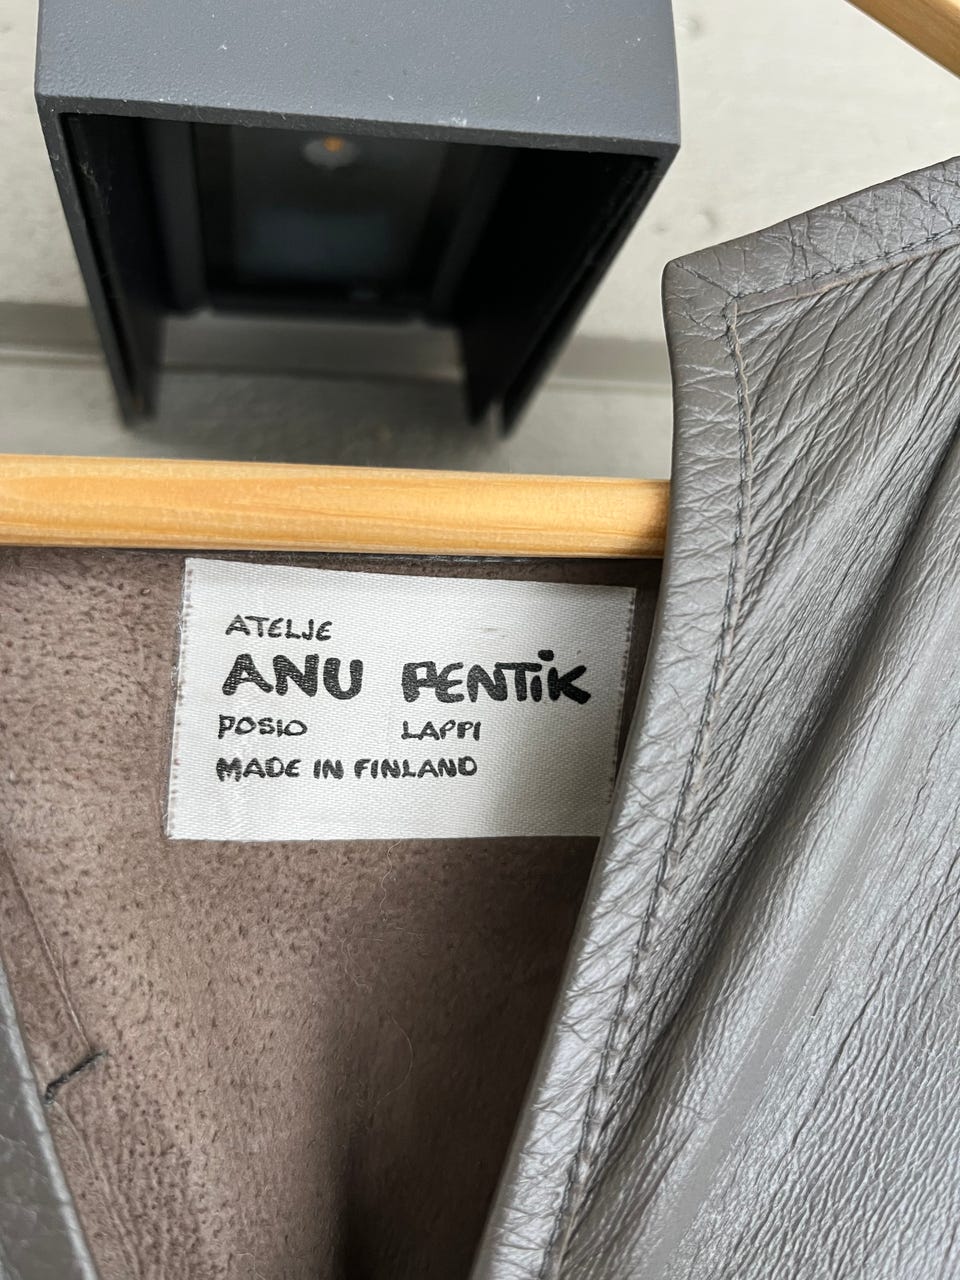 ATELJE
ANU PENTiK
POSIO LAPPI
MADE IN FINLAND